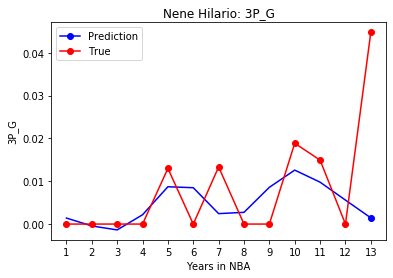 Nene Hilario: 3P_G
Prediction
True
0.04
0.03
0.02
0.01
0.00
3P_G
1 2 3 4 5 6 7 8 9 10 11 12 13
Years in NBA